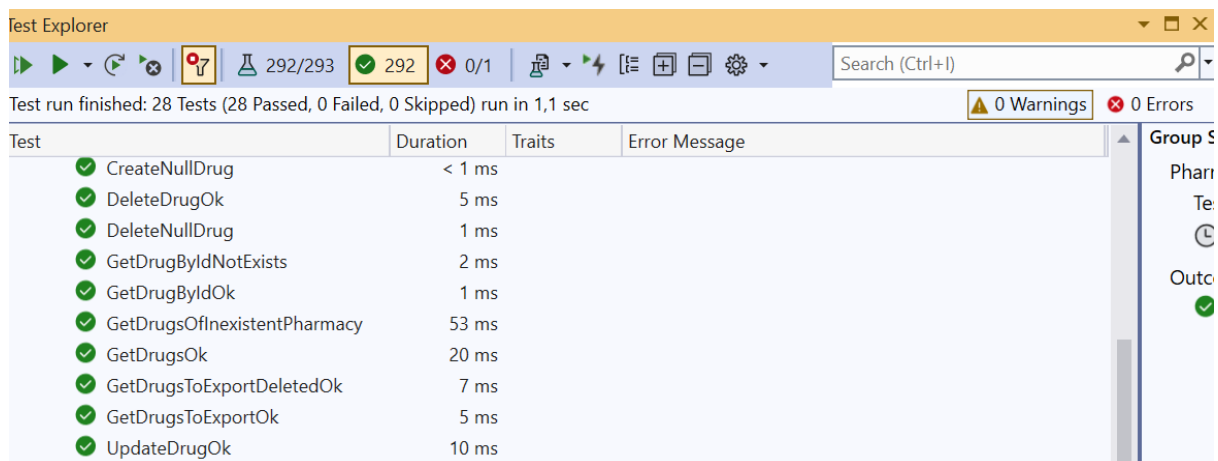 Test Explorer
292/293 292 0/1 Search (Ctrl+I)
Test run finished: 28 Tests (28 Passed, 0 Failed, 0 Skipped) run in 1,1 sec 0 Warnings 0 Errors
Test Duration Traits Error Message Group S
CreateNullDrug < 1 ms
DeleteDrugOk 5 ms
DeleteNullDrug 1 ms
GetDrugByIdNotExists 2 ms
GetDrugByIdOk 1 ms
GetDrugsOfInexistentPharmacy 53 ms
GetDrugsOk 20 ms
GetDrugsToExportDeletedOk 7 ms
GetDrugsToExportOk 5 ms
UpdateDrugOk 10 ms
Phar
Te
Outc